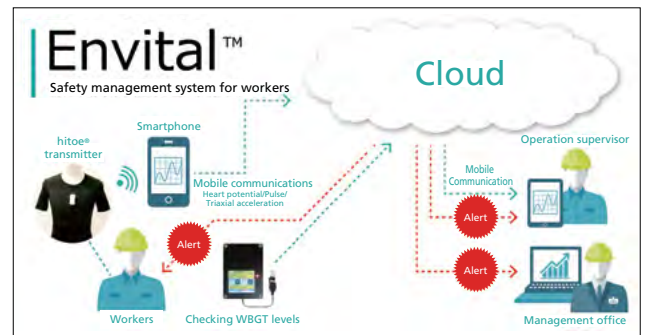 Envital™
Safety management system for workers
Cloud
Smartphone
hitoe®
transmitter
Mobile communications
Heart potential/Pulse/
Triaxial acceleration
Alert
Workers
Checking WBGT levels
Operation supervisor
Mobile
Communication
Alert
Alert
Management office